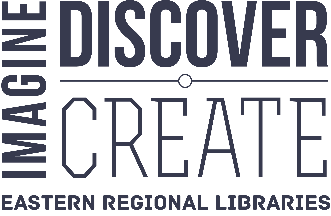 IMAGINE
DISCOVER
CREATE
EASTERN REGIONAL LIBRARIES